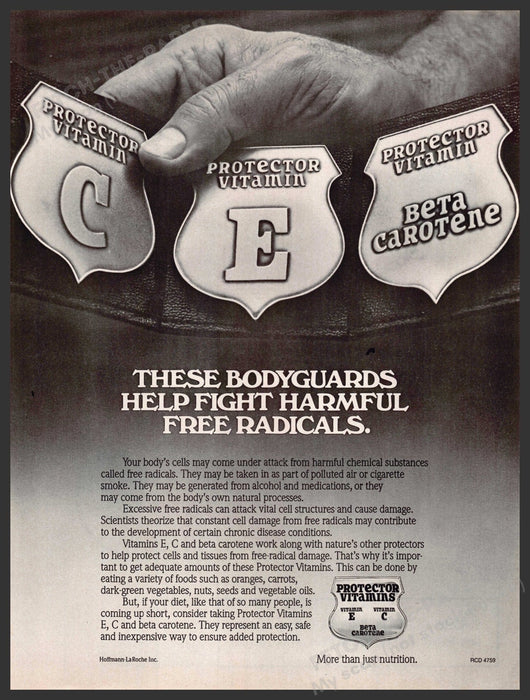 PROTECTOR
VITAMIN
C
PROTECTOR
VITAMIN
E
PROTECTOR
VITAMIN
BETA
CAROTENE
THESE BODYGUARDS
HELP FIGHT HARMFUL
FREE RADICALS.
Your body's cells may come under attack from harmful chemical substances
called free radicals. They may be taken in as part of polluted air or cigarette
smoke. They may be generated from alcohol and medications, or they
may come from the body's own natural processes.
Excessive free radicals can attack vital cell structures and cause damage.
Scientists theorize that constant cell damage from free radicals may contribute
to the development of certain chronic disease conditions.
Vitamins E, C and beta carotene work along with nature's other protectors
to help protect cells and tissues from free-radical damage. That's why it's impor-
tant to get adequate amounts of these Protector Vitamins. This can be done by
eating a variety of foods such as oranges, carrots,
dark-green vegetables, nuts, seeds and vegetable oils.
But, if your diet, like that of so many people, is
coming up short, consider taking Protector Vitamins
E, C and beta carotene. They represent an easy, safe
and inexpensive way to ensure added protection.
PROTECTOR
VITAMINS
VITAMIN VITAMIN
E C
BETA
CAROTENE
Hoffmann-La Roche Inc.
More than just nutrition.
RCD 4759